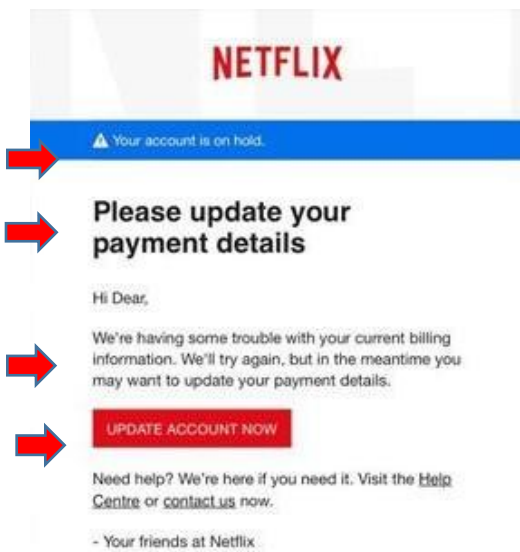 NETFLIX
Your account is on hold.
Please update your
payment details
Hi Dear,
We're having some trouble with your current billing
information. We'll try again, but in the meantime you
may want to update your payment details.
UPDATE ACCOUNT NOW
Need help? We're here if you need it. Visit the Help
Centre or contact us now.
- Your friends at Netflix